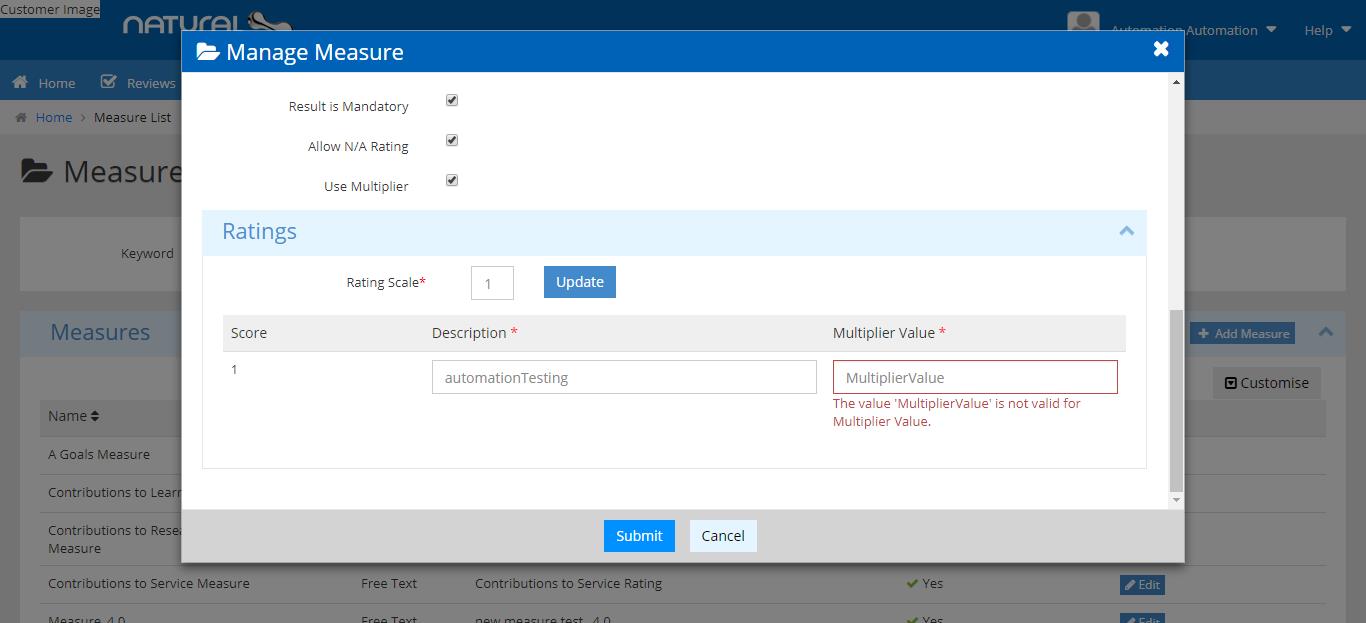 Customer Image
NATURAL
Automation Automation
Help
Manage Measure
Home
Reviews
Home > Measure List
Measure
Result is Mandatory
Allow N/A Rating
Use Multiplier
Ratings
Keyword
Rating Scale*
1
Update
Measures
Add Measure
Score
Description *
Multiplier Value *
1
automationTesting
MultiplierValue
The value 'MultiplierValue' is not valid for
Multiplier Value.
Customise
Name
A Goals Measure
Contributions to Learn
Contributions to Resea
Measure
Submit
Cancel
Contributions to Service Measure
Free Text
Contributions to Service Rating
Yes
Edit
Measure 4.0
Free Text
new measure test 4.0
Yes
Edit